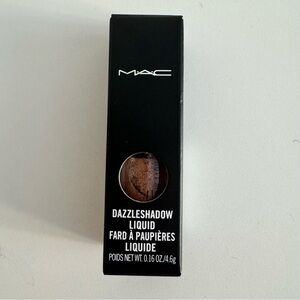 MAC
DAZZLESHADOW
LIQUID
FARD À PAUPIÈRES
LIQUIDE
POIDS NET WT. 0.16 OZ/4.6g